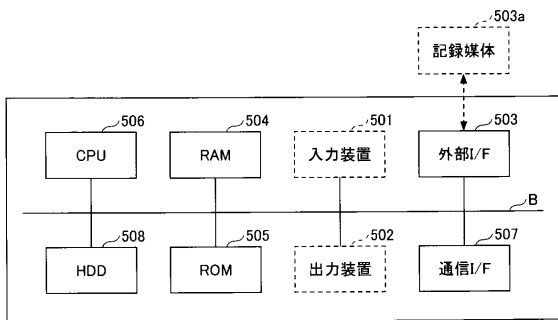 503a
記録媒体
506
504
501
503
CPU
RAM
入力装置
外部I/F
B
508
505
502
507
HDD
ROM
出力装置
通信I/F